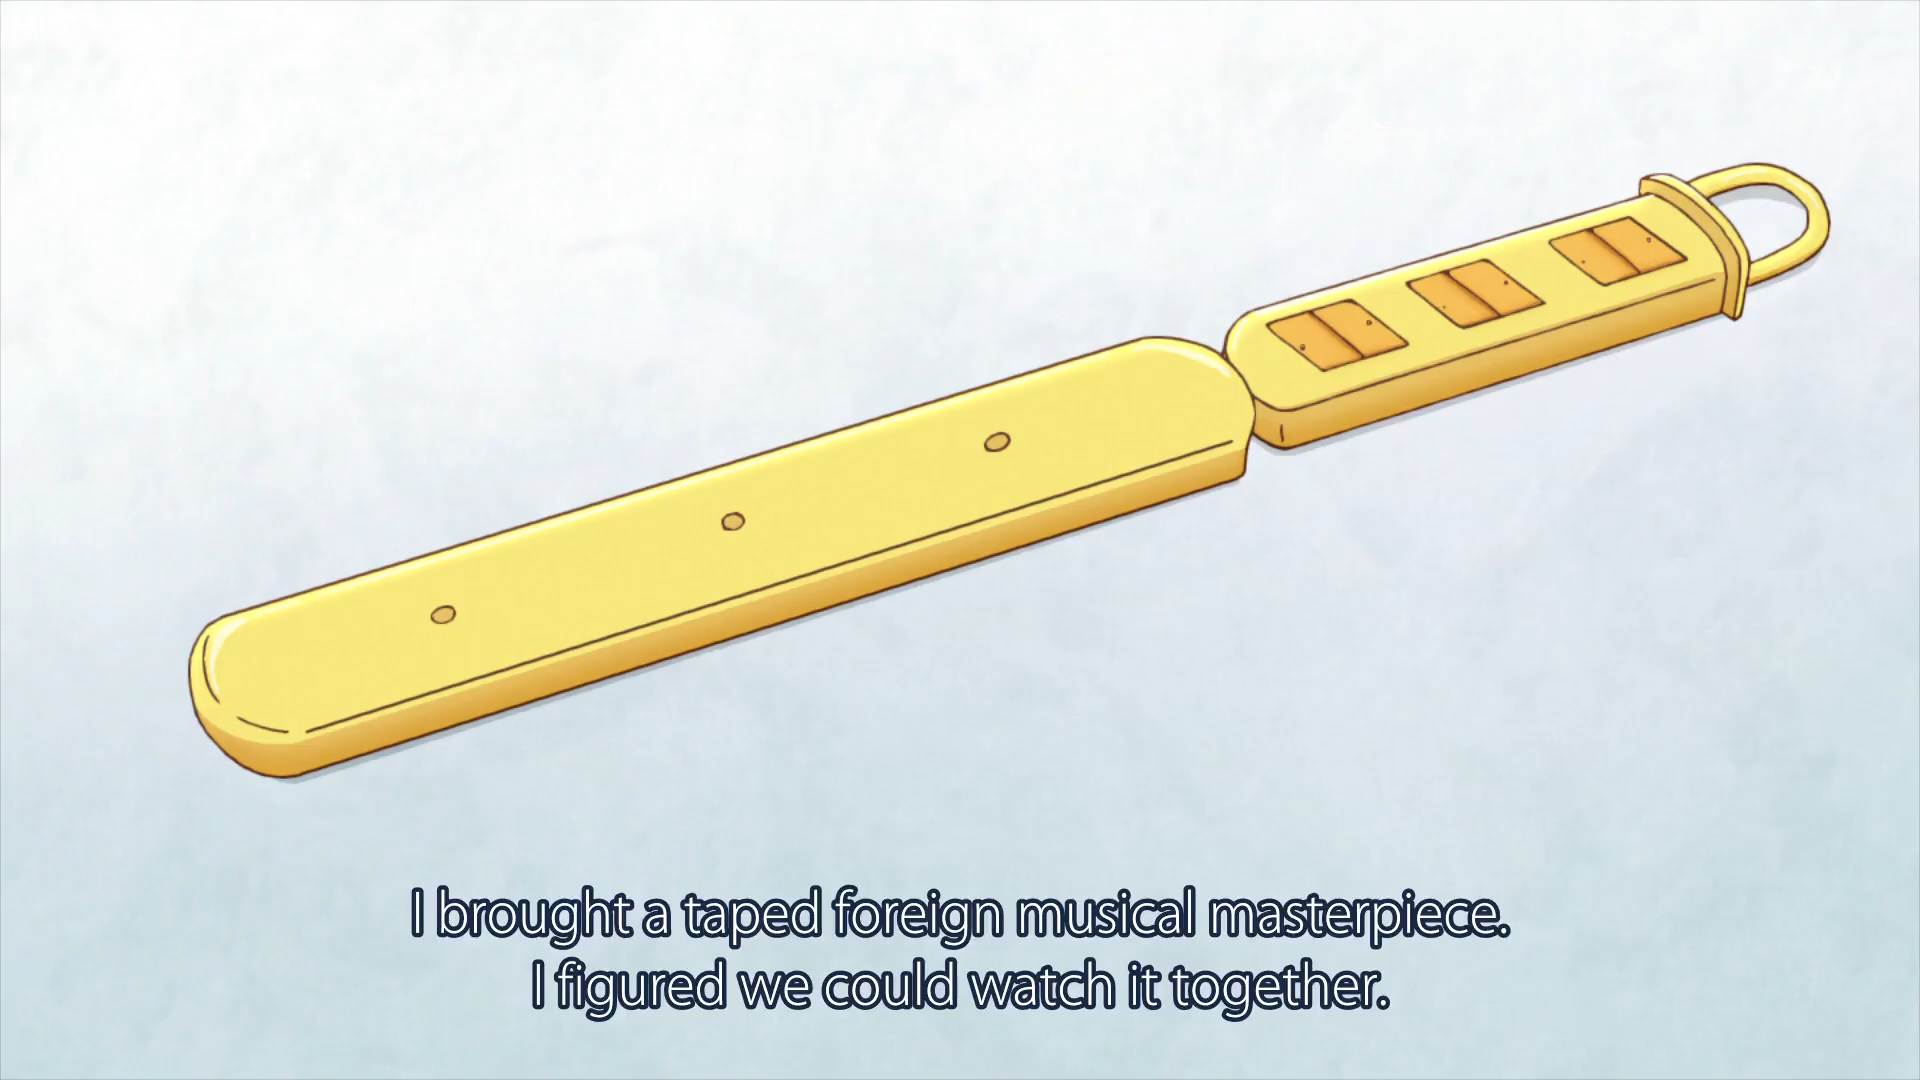 I brought a taped foreign musical masterpiece.
I figured we could watch it together.